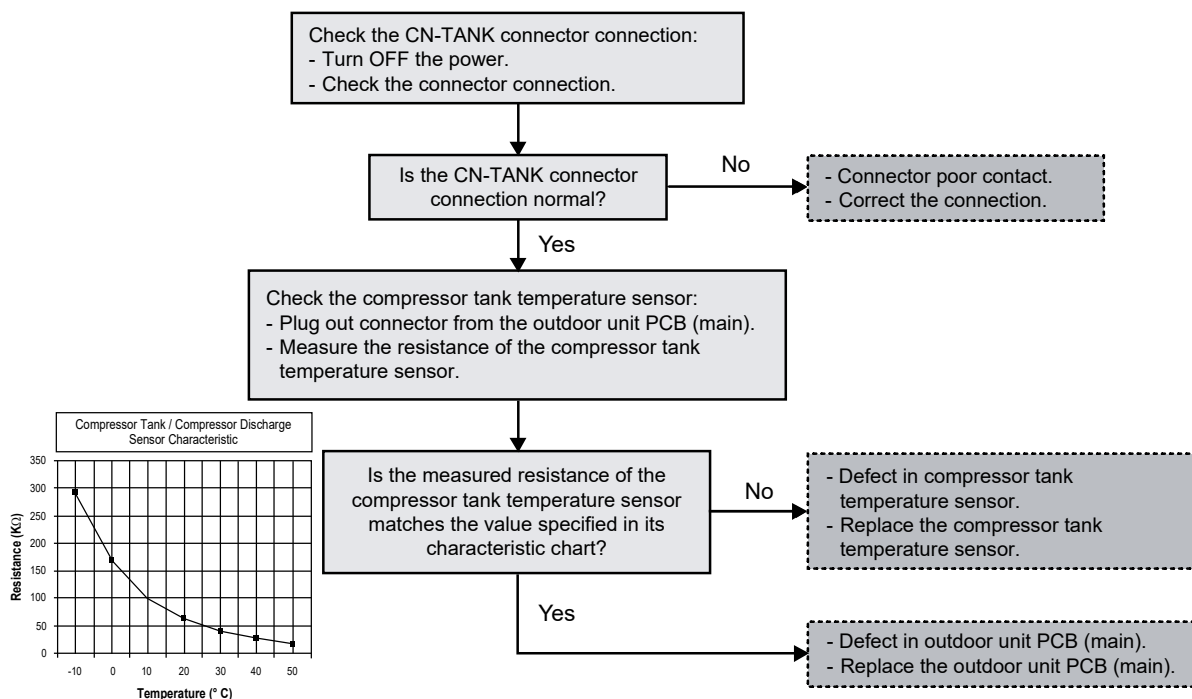 Check the CN-TANK connector connection:
- Turn OFF the power.
- Check the connector connection.
Is the CN-TANK connector
connection normal?
No
- Connector poor contact.
- Correct the connection.
Yes
Check the compressor tank temperature sensor:
- Plug out connector from the outdoor unit PCB (main).
- Measure the resistance of the compressor tank
temperature sensor.
Compressor Tank / Compressor Discharge
Sensor Characteristic
350
300
250
200
150
100
50
0
Resistance (KΩ)
-10 0 10 20 30 40 50
Temperature (° C)
Is the measured resistance of the
compressor tank temperature sensor
matches the value specified in its
characteristic chart?
No
- Defect in compressor tank
temperature sensor.
- Replace the compressor tank
temperature sensor.
Yes
- Defect in outdoor unit PCB (main).
- Replace the outdoor unit PCB (main).